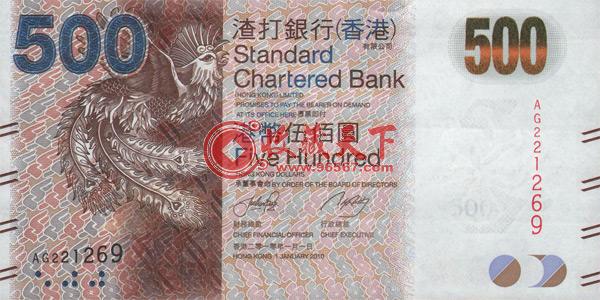 500
渣打銀行(香港)
有限公司
Standard
Chartered Bank
(HONG KONG) LIMITED
PROMISES TO PAY THE BEARER ON DEMAND
AT ITS OFFICE HERE 憑票即付
港幣伍佰圓
Five Hundred
HONG KONG DOLLARS
承董事會命 BY ORDER OF THE BOARD OF DIRECTORS
財務總監
CHIEF FINANCIAL OFFICER
行政總裁
CHIEF EXECUTIVE
香港二零一零年一月一日
HONG KONG 1 JANUARY 2010
AG221269
500
AG221269
收藏天下
www.96567.com